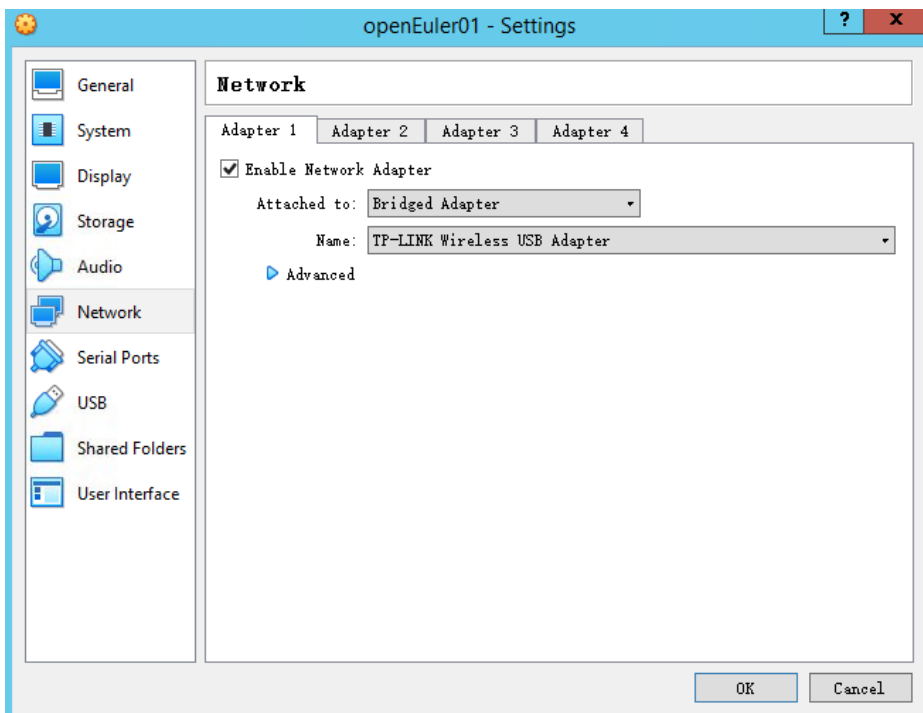 openEuler01 - Settings
?
x
General
System
Display
Storage
Audio
Network
Serial Ports
USB
Shared Folders
User Interface
Network
Adapter 1 Adapter 2 Adapter 3 Adapter 4
Enable Network Adapter
Attached to: Bridged Adapter
Name: TP-LINK Wireless USB Adapter
Advanced
OK Cancel